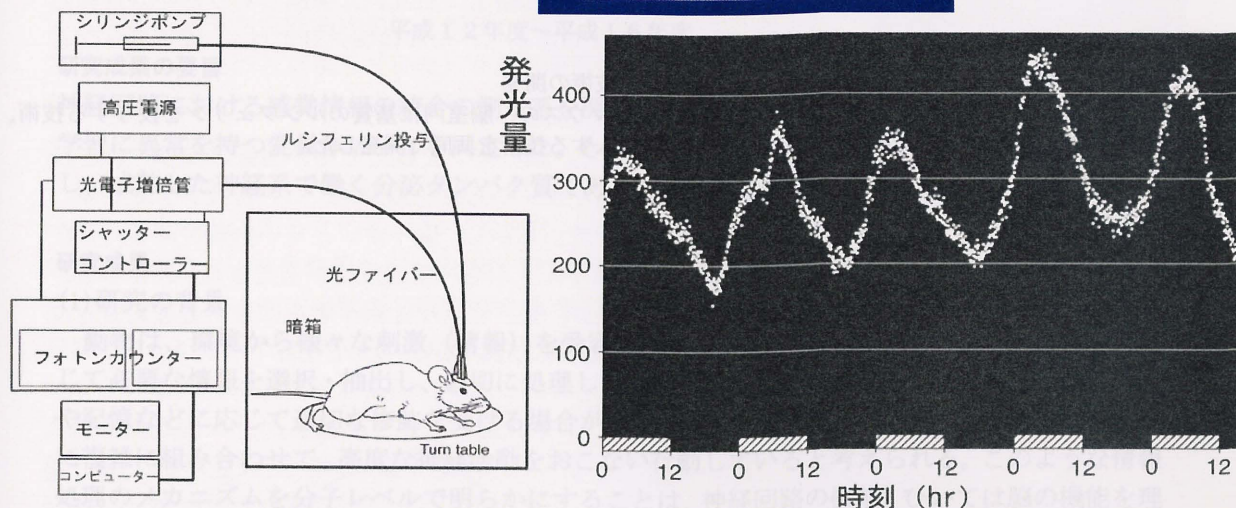 シリンジポンプ
高圧電源
光電子増倍管
シャッター
コントローラー
フォトンカウンター
モニター
コンピューター
ルシフェリン投与
光ファイバー
暗箱
Turn table
発光量
400
300
200
100
0
0 12 0 12 0 12 0 12 0 12
時刻 (hr)